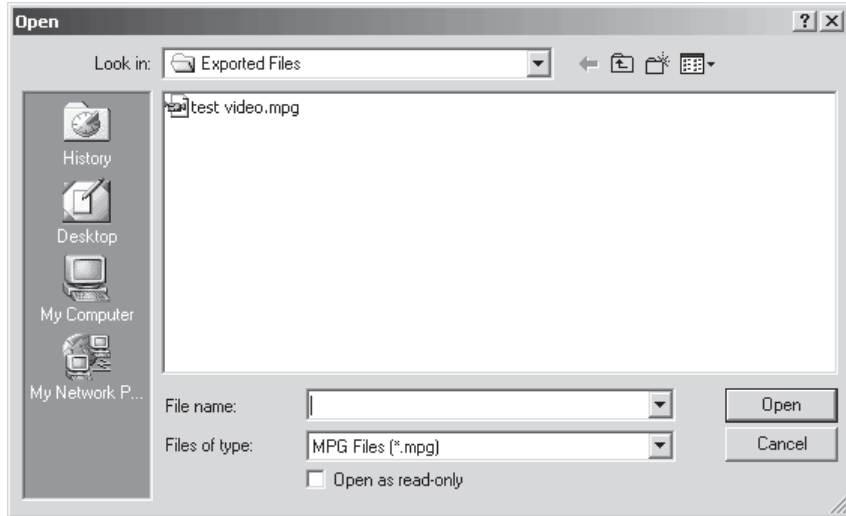 Open
Look in: Exported Files
test video.mpg
History
Desktop
My Computer
My Network P...
File name:
Open
Files of type: MPG Files (*.mpg)
Cancel
Open as read-only